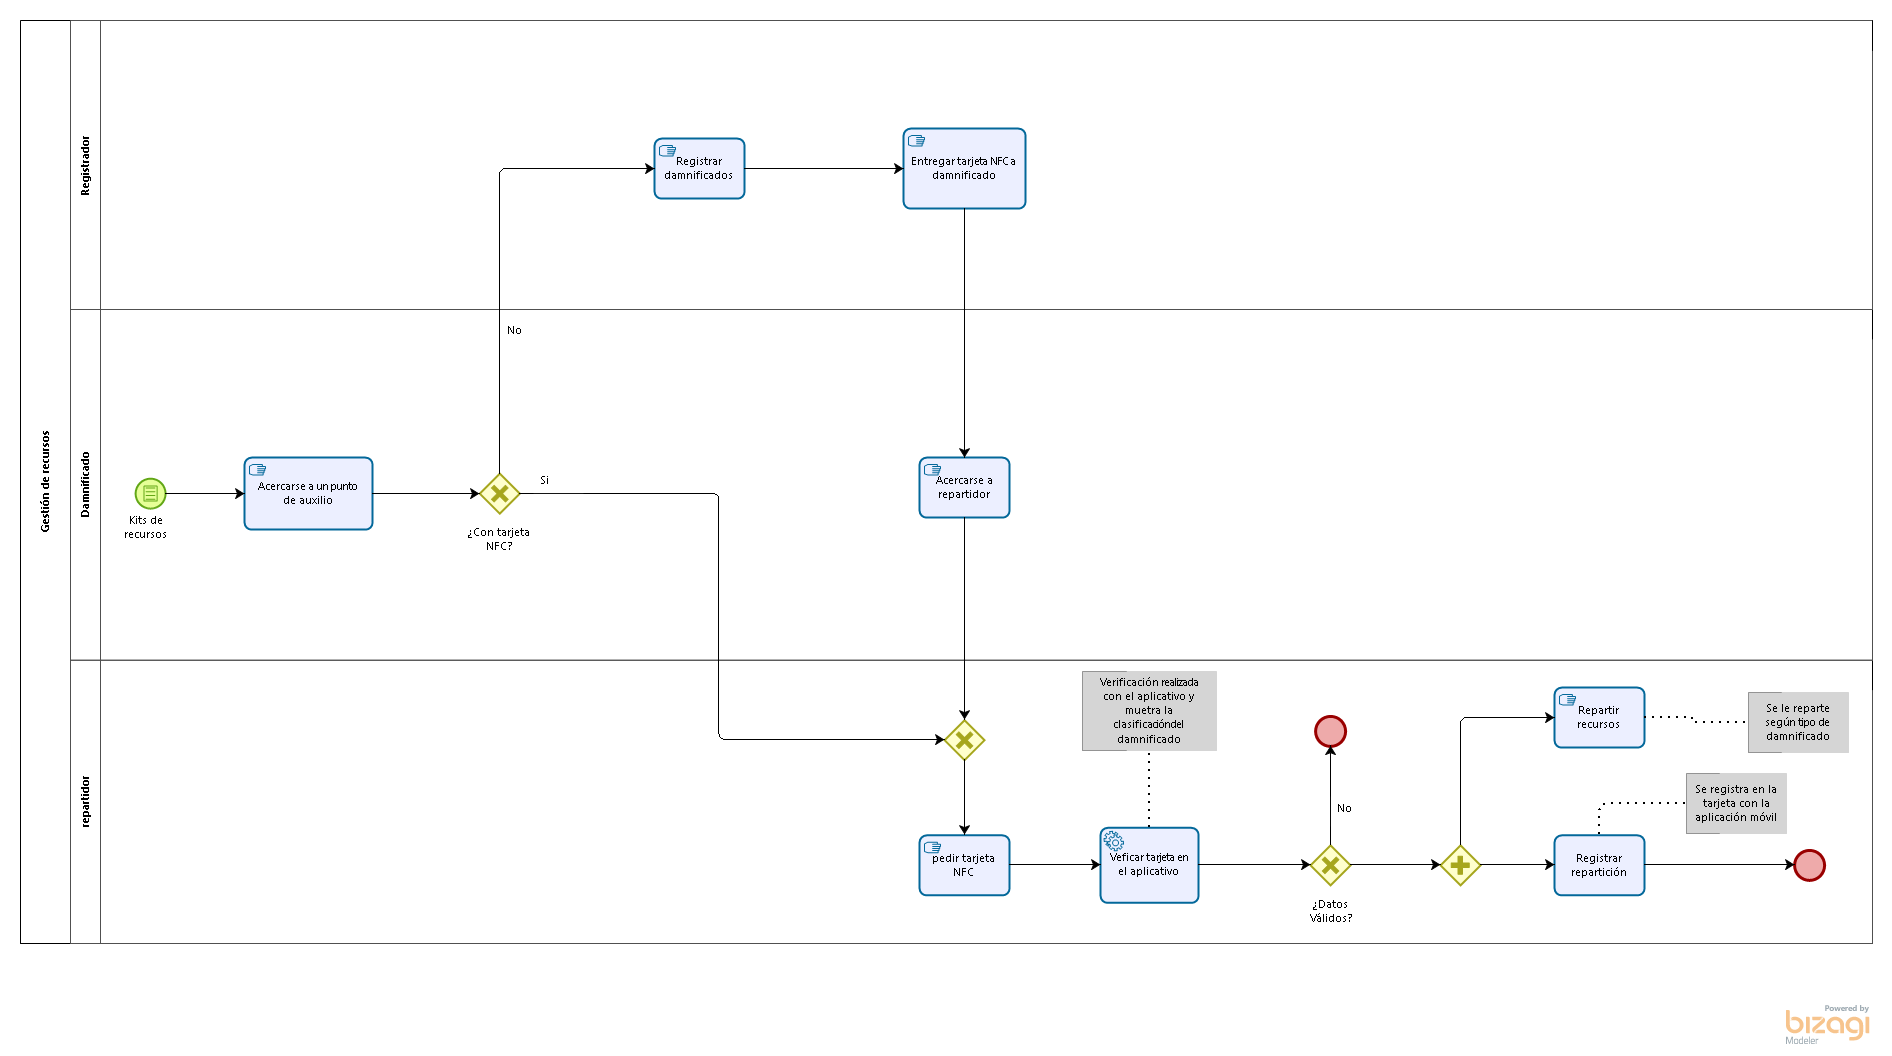 Gestión de recursos
Registrador
Registrar
damnificados
Entregar tarjeta NFC a
damnificado
No
Damnificado
Kits de
recursos
Acercarse a un punto
de auxilio
Si
¿Con tarjeta
NFC?
Acercarse a
repartidor
repartidor
Verificación realizada
con el aplicativo y
muetra la
clasificacióndel
damnificado
Repartir
recursos
Se le reparte
según tipo de
damnificado
Se registra en la
tarjeta con la
aplicación móvil
No
pedir tarjeta
NFC
Veficar tarjeta en
el aplicativo
¿Datos
Válidos?
Registrar
repartición
Powered by
bizagi
Modeler